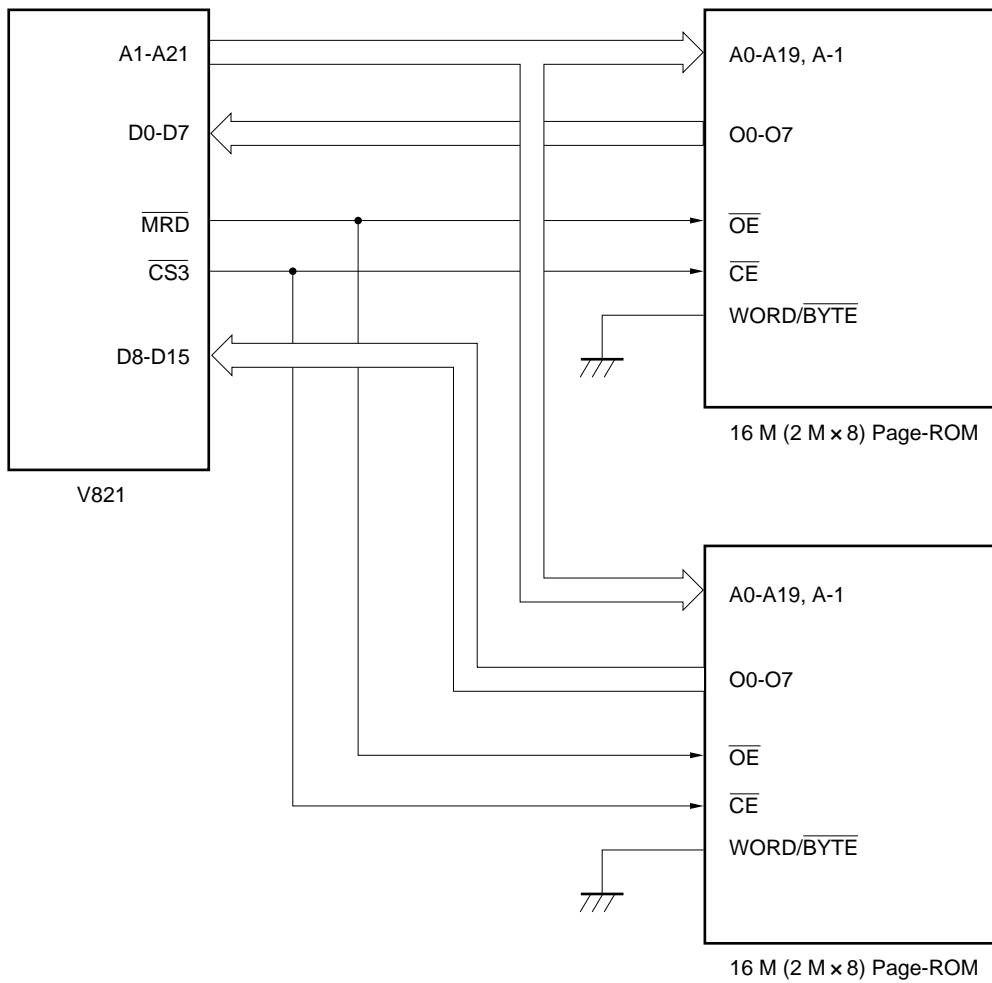 A1-A21
D0-D7
MRD
CS3
D8-D15
V821
A0-A19, A-1
O0-O7
OE
CE
WORD/BYTE
16 M (2 M × 8) Page-ROM
A0-A19, A-1
O0-O7
OE
CE
WORD/BYTE
16 M (2 M × 8) Page-ROM